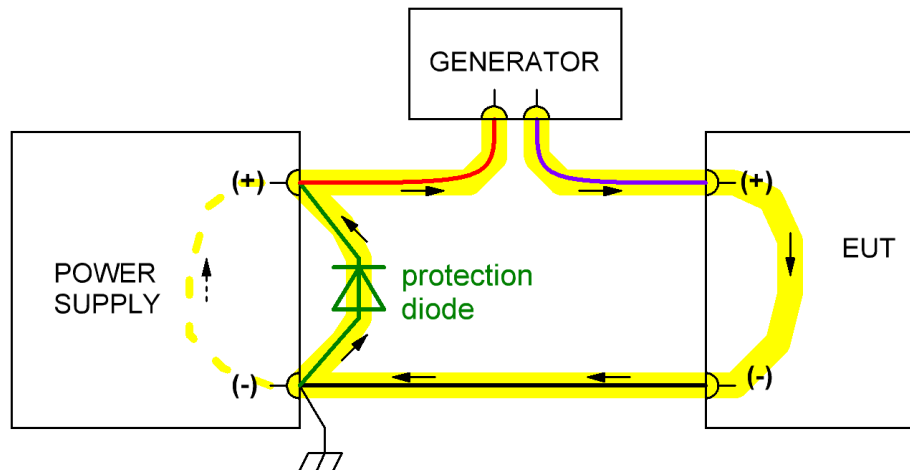 GENERATOR
(+)
(+)
POWER
SUPPLY
protection
diode
EUT
(-)
(-)